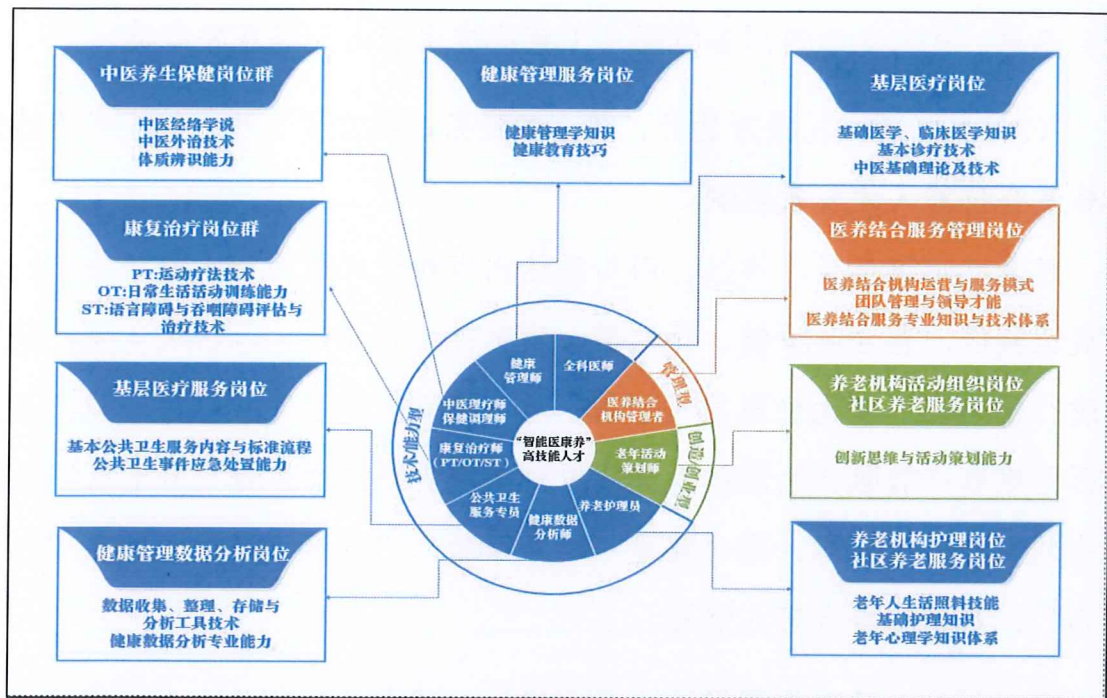 中医养生保健岗位群
中医经络学说
中医外治技术
体质辨识能力
健康管理服务岗位
健康管理学知识
健康教育技巧
基层医疗岗位
基础医学、临床医学知识
基本诊疗技术
中医基础理论及技术
康复治疗岗位群
PT:运动疗法技术
OT:日常生活活动训练能力
ST:语言障碍与吞咽障碍评估与
治疗技术
医养结合服务管理岗位
医养结合机构运营与服务模式
团队管理与领导才能
医养结合服务专业知识与技术体系
基层医疗服务岗位
基本公共卫生服务内容与标准流程
公共卫生事件应急处置能力
养老机构活动组织岗位
社区养老服务岗位
创新思维与活动策划能力
健康管理数据分析岗位
数据收集、整理、存储与
分析工具技术
健康数据分析专业能力
养老机构护理岗位
社区养老服务岗位
老年人生活照料技能
基础护理知识
老年心理学知识体系
技术/能力型
管理型
创造/创业型
健康
管理师
全科医师
中医理疗师
保健调理师
医养结合
机构管理者
康复治疗师
(PT/OT/ST)
“智能医康养”
高技能人才
老年活动
策划师
公共卫生
服务专员
健康数据
分析师
养老护理员